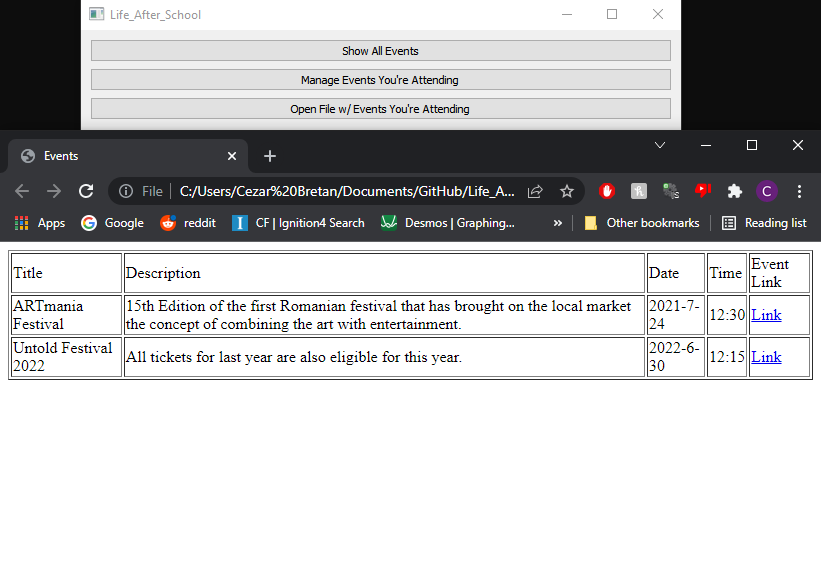 Life_After_School
Show All Events
Manage Events You're Attending
Open File w/ Events You're Attending
Events
File | C:/Users/Cezar%20Bretan/Documents/GitHub/Life_A...
C
Apps Google reddit CF | Ignition4 Search Desmos | Graphing... » Other bookmarks Reading list
Title Description Date Time Event
Link
ARTmania 15th Edition of the first Romanian festival that has brought on the local market 2021-7- 12:30 Link
Festival the concept of combining the art with entertainment. 24
Untold Festival All tickets for last year are also eligible for this year. 2022-6- 12:15 Link
2022 30